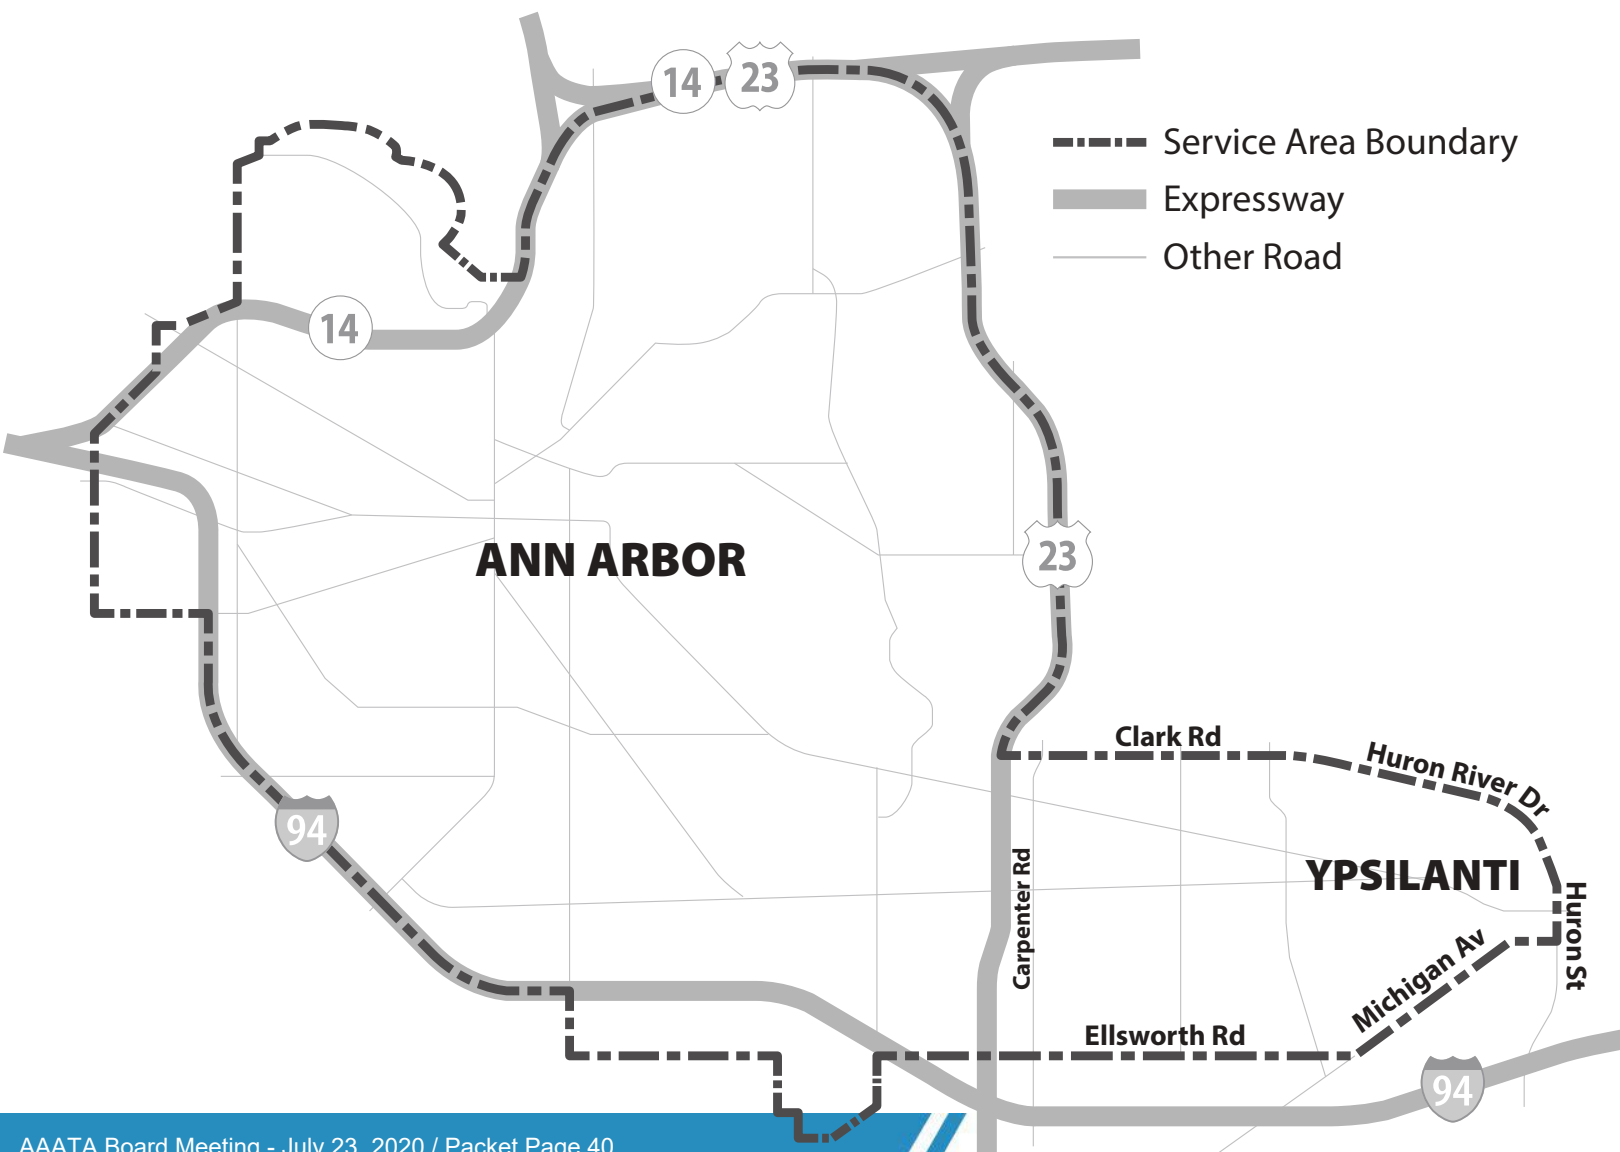 14
23
Service Area Boundary
Expressway
Other Road
14
ANN ARBOR
23
Clark Rd
Huron River Dr
94
YPSILANTI
Carpenter Rd
Huron St
Michigan Av
Ellsworth Rd
94
AAATA Board Meeting - July 23, 2020 / Packet Page 40